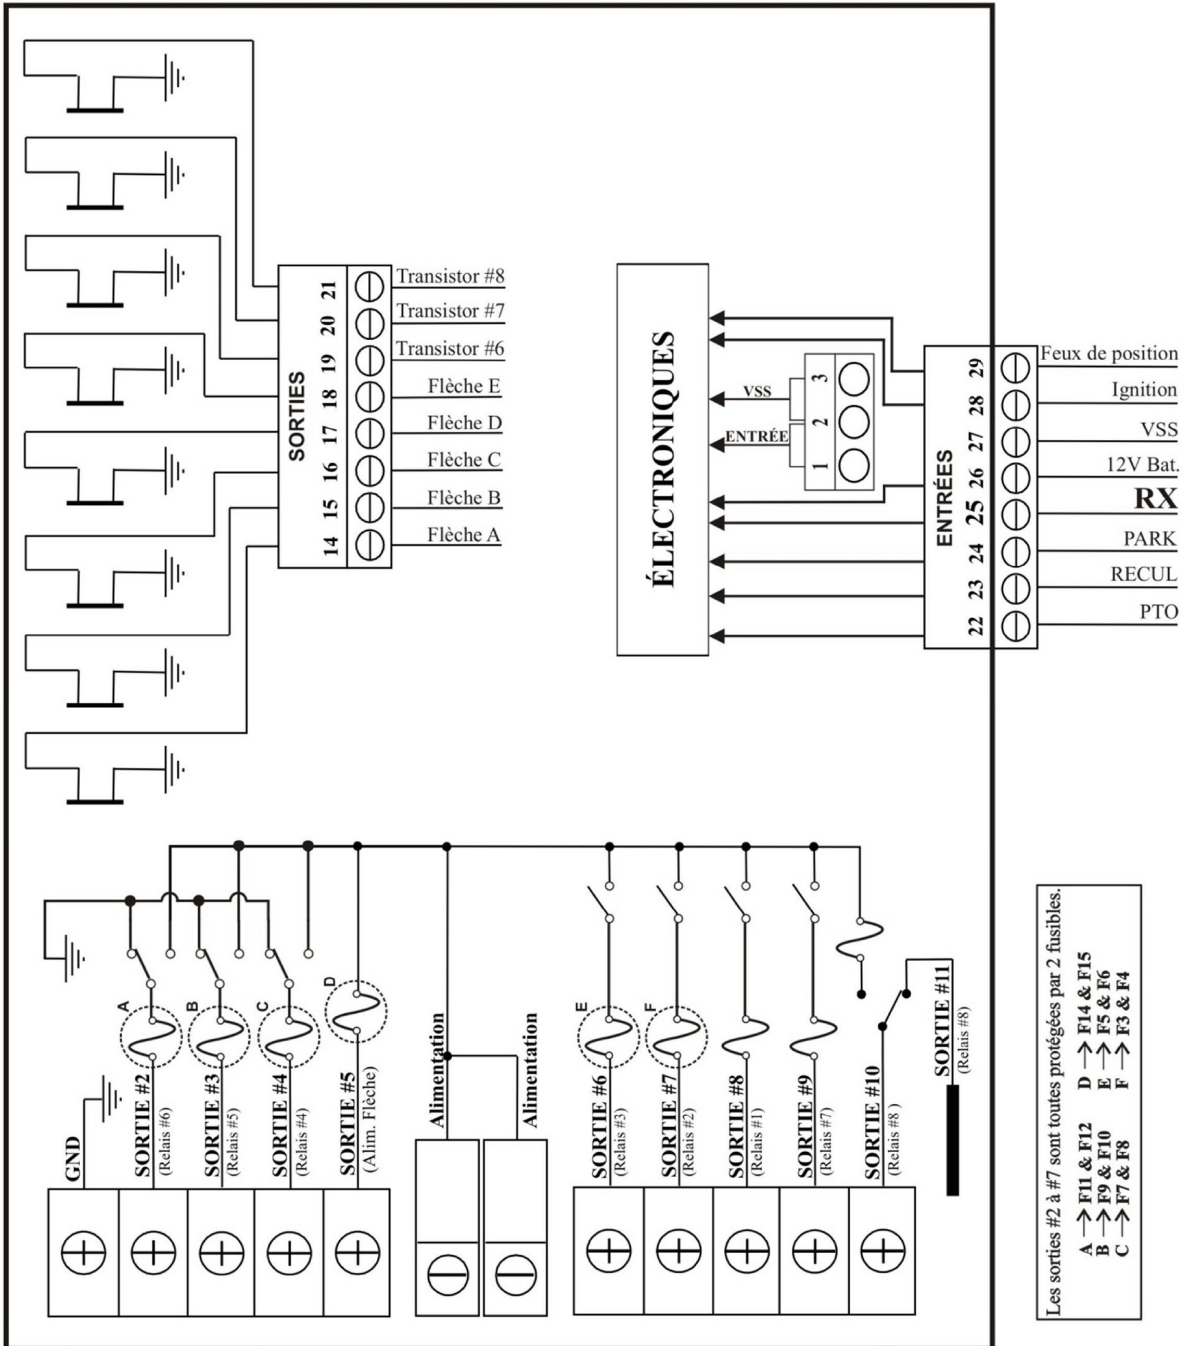 SORTIES
21
20
19
18
17
16
15
14
Transistor #8
Transistor #7
Transistor #6
Flèche E
Flèche D
Flèche C
Flèche B
Flèche A
ÉLECTRONIQUES
VSS
ENTRÉE
3
2
1
ENTRÉES
29
28
27
26
25
24
23
22
Feux de position
Ignition
VSS
12V Bat.
RX
PARK
RECUL
PTO
A
B
C
D
E
F
GND
SORTIE #2
(Relais #6)
SORTIE #3
(Relais #5)
SORTIE #4
(Relais #4)
SORTIE #5
(Alim. Flèche)
Alimentation
Alimentation
SORTIE #6
(Relais #3)
SORTIE #7
(Relais #2)
SORTIE #8
(Relais #1)
SORTIE #9
(Relais #7)
SORTIE #10
(Relais #8 )
SORTIE #11
(Relais #8)
Les sorties #2 à #7 sont toutes protégées par 2 fusibles.
A → F11 & F12 D → F14 & F15
B → F9 & F10 E → F5 & F6
C → F7 & F8 F → F3 & F4